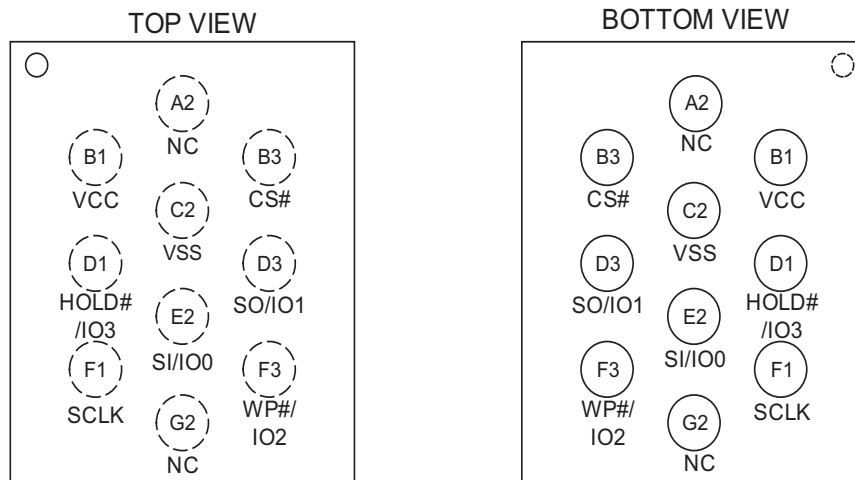 TOP VIEW
A2
NC
B1
VCC
B3
CS#
C2
VSS
D1
HOLD#
/IO3
D3
SO/IO1
E2
SI/IO0
F1
SCLK
F3
WP#/
IO2
G2
NC
BOTTOM VIEW
A2
NC
B3
CS#
B1
VCC
C2
VSS
D3
SO/IO1
D1
HOLD#
/IO3
E2
SI/IO0
F3
WP#/
IO2
F1
SCLK
G2
NC